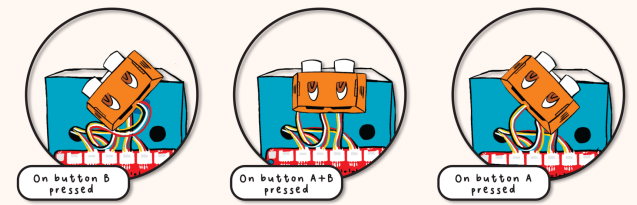 On button B
pressed
On button A+B
pressed
On button A
pressed